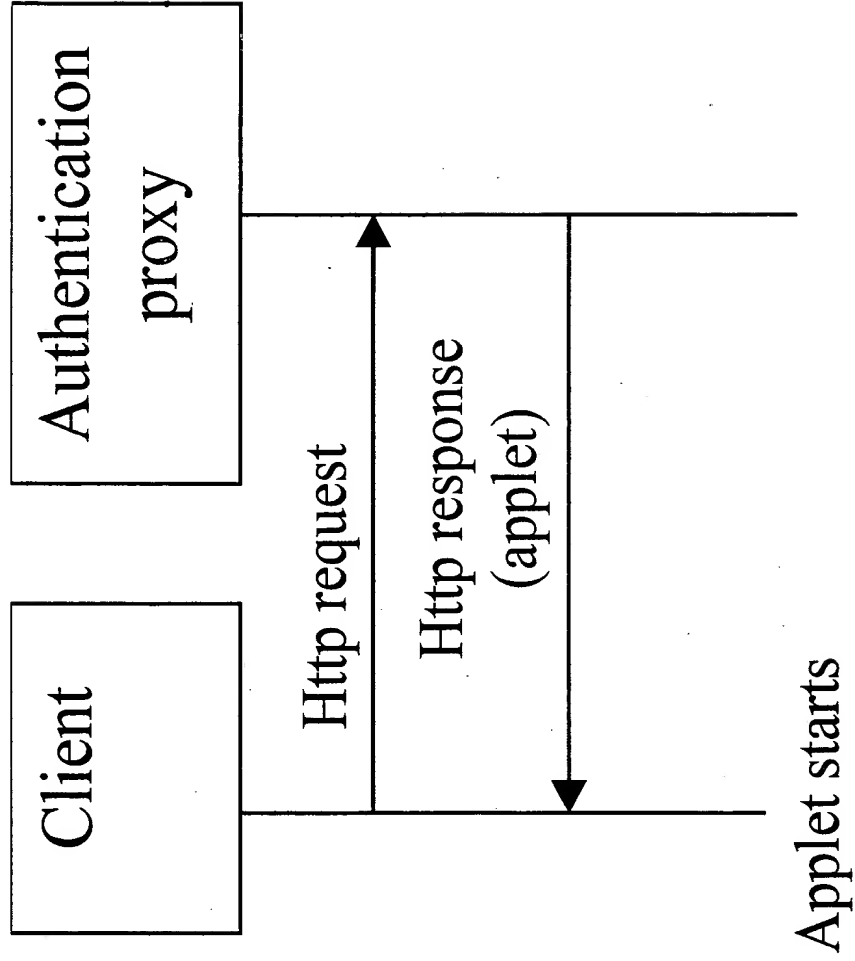 Client
Authentication
proxy
Http request
Http response
(applet)
Applet starts